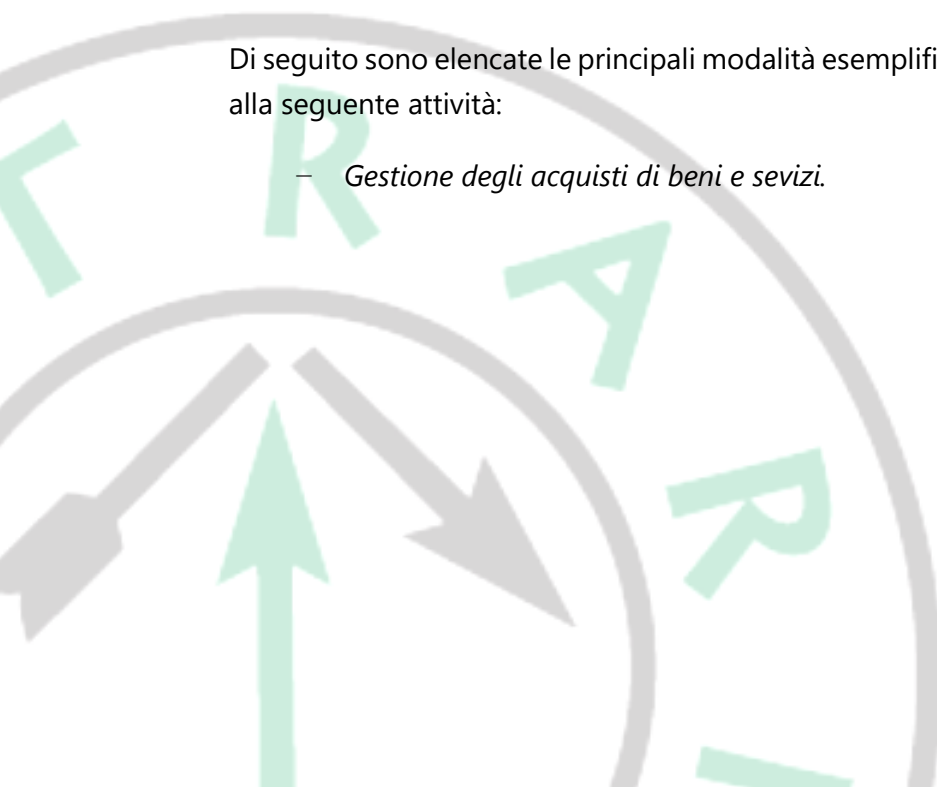 Di seguito sono elencate le principali modalità esemplifi
alla seguente attività:
– Gestione degli acquisti di beni e sevizi.
R A R I